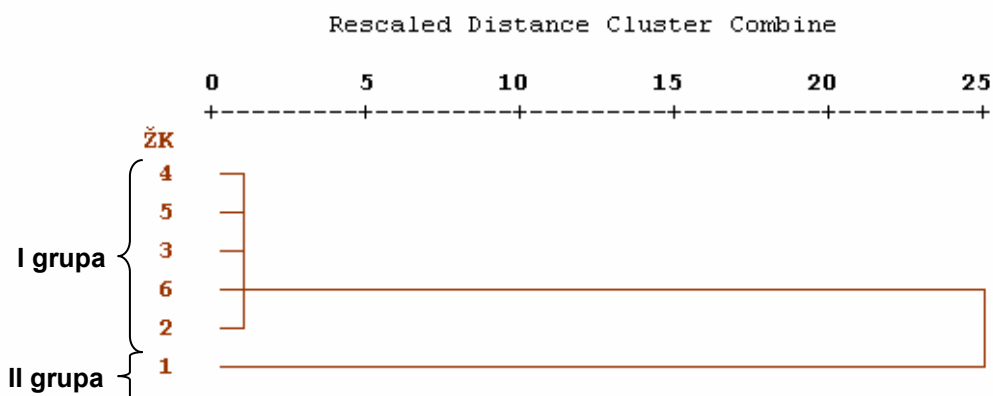 Rescaled Distance Cluster Combine
0 5 10 15 20 25
+---------+---------+---------+---------+---------+
ŽK
4
5
3
I grupa
6
2
1
II grupa